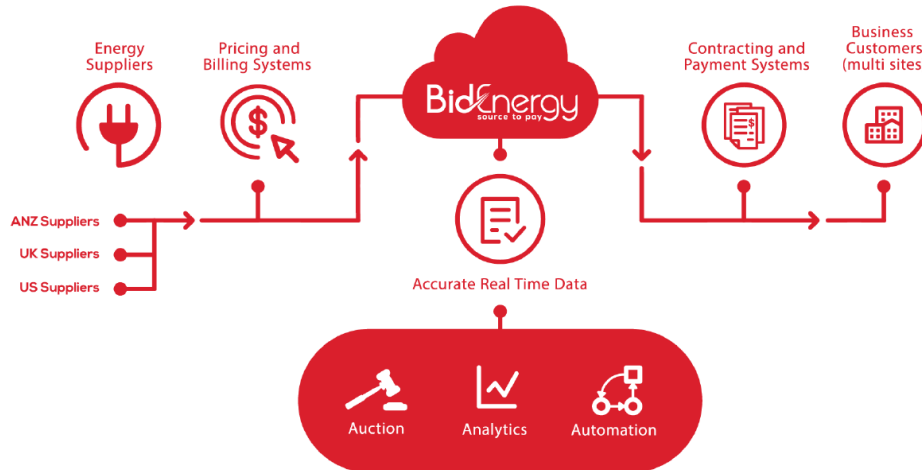 Energy
Suppliers
Pricing and
Billing Systems
$
BidEnergy
source to pay
Contracting and
Payment Systems
$
Business
Customers
(multi sites)
ANZ Suppliers
UK Suppliers
US Suppliers
Accurate Real Time Data
Auction
Analytics
Automation